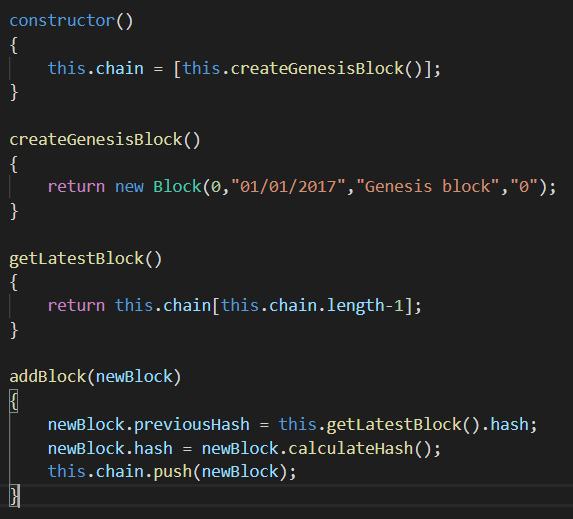 constructor()
{
    this.chain = [this.createGenesisBlock()];
}

createGenesisBlock()
{
    return new Block(0,"01/01/2017","Genesis block","0");
}

getLatestBlock()
{
    return this.chain[this.chain.length-1];
}

addBlock(newBlock)
{
    newBlock.previousHash = this.getLatestBlock().hash;
    newBlock.hash = newBlock.calculateHash();
    this.chain.push(newBlock);
}